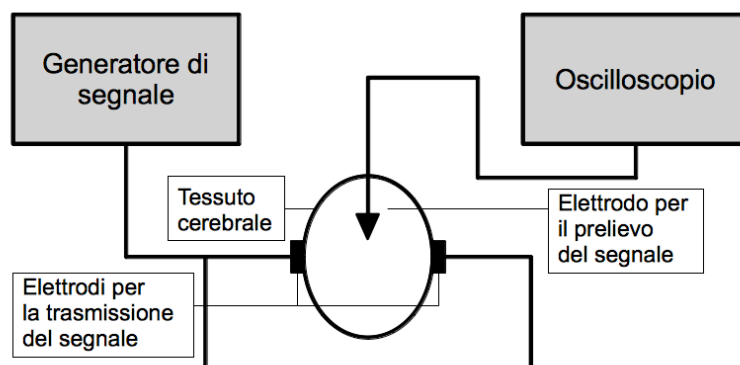 Generatore di
segnale
Oscilloscopio
Tessuto
cerebrale
Elettrodo per
il prelievo
del segnale
Elettrodi per
la trasmissione
del segnale